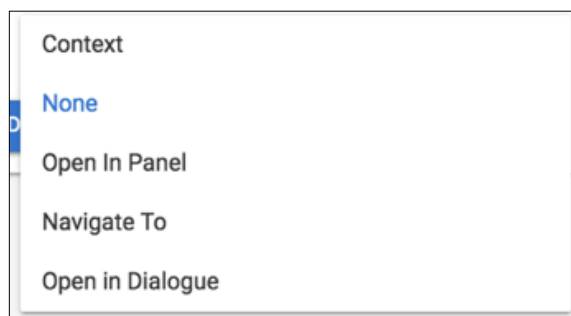 Context
None
Open In Panel
Navigate To
Open in Dialogue